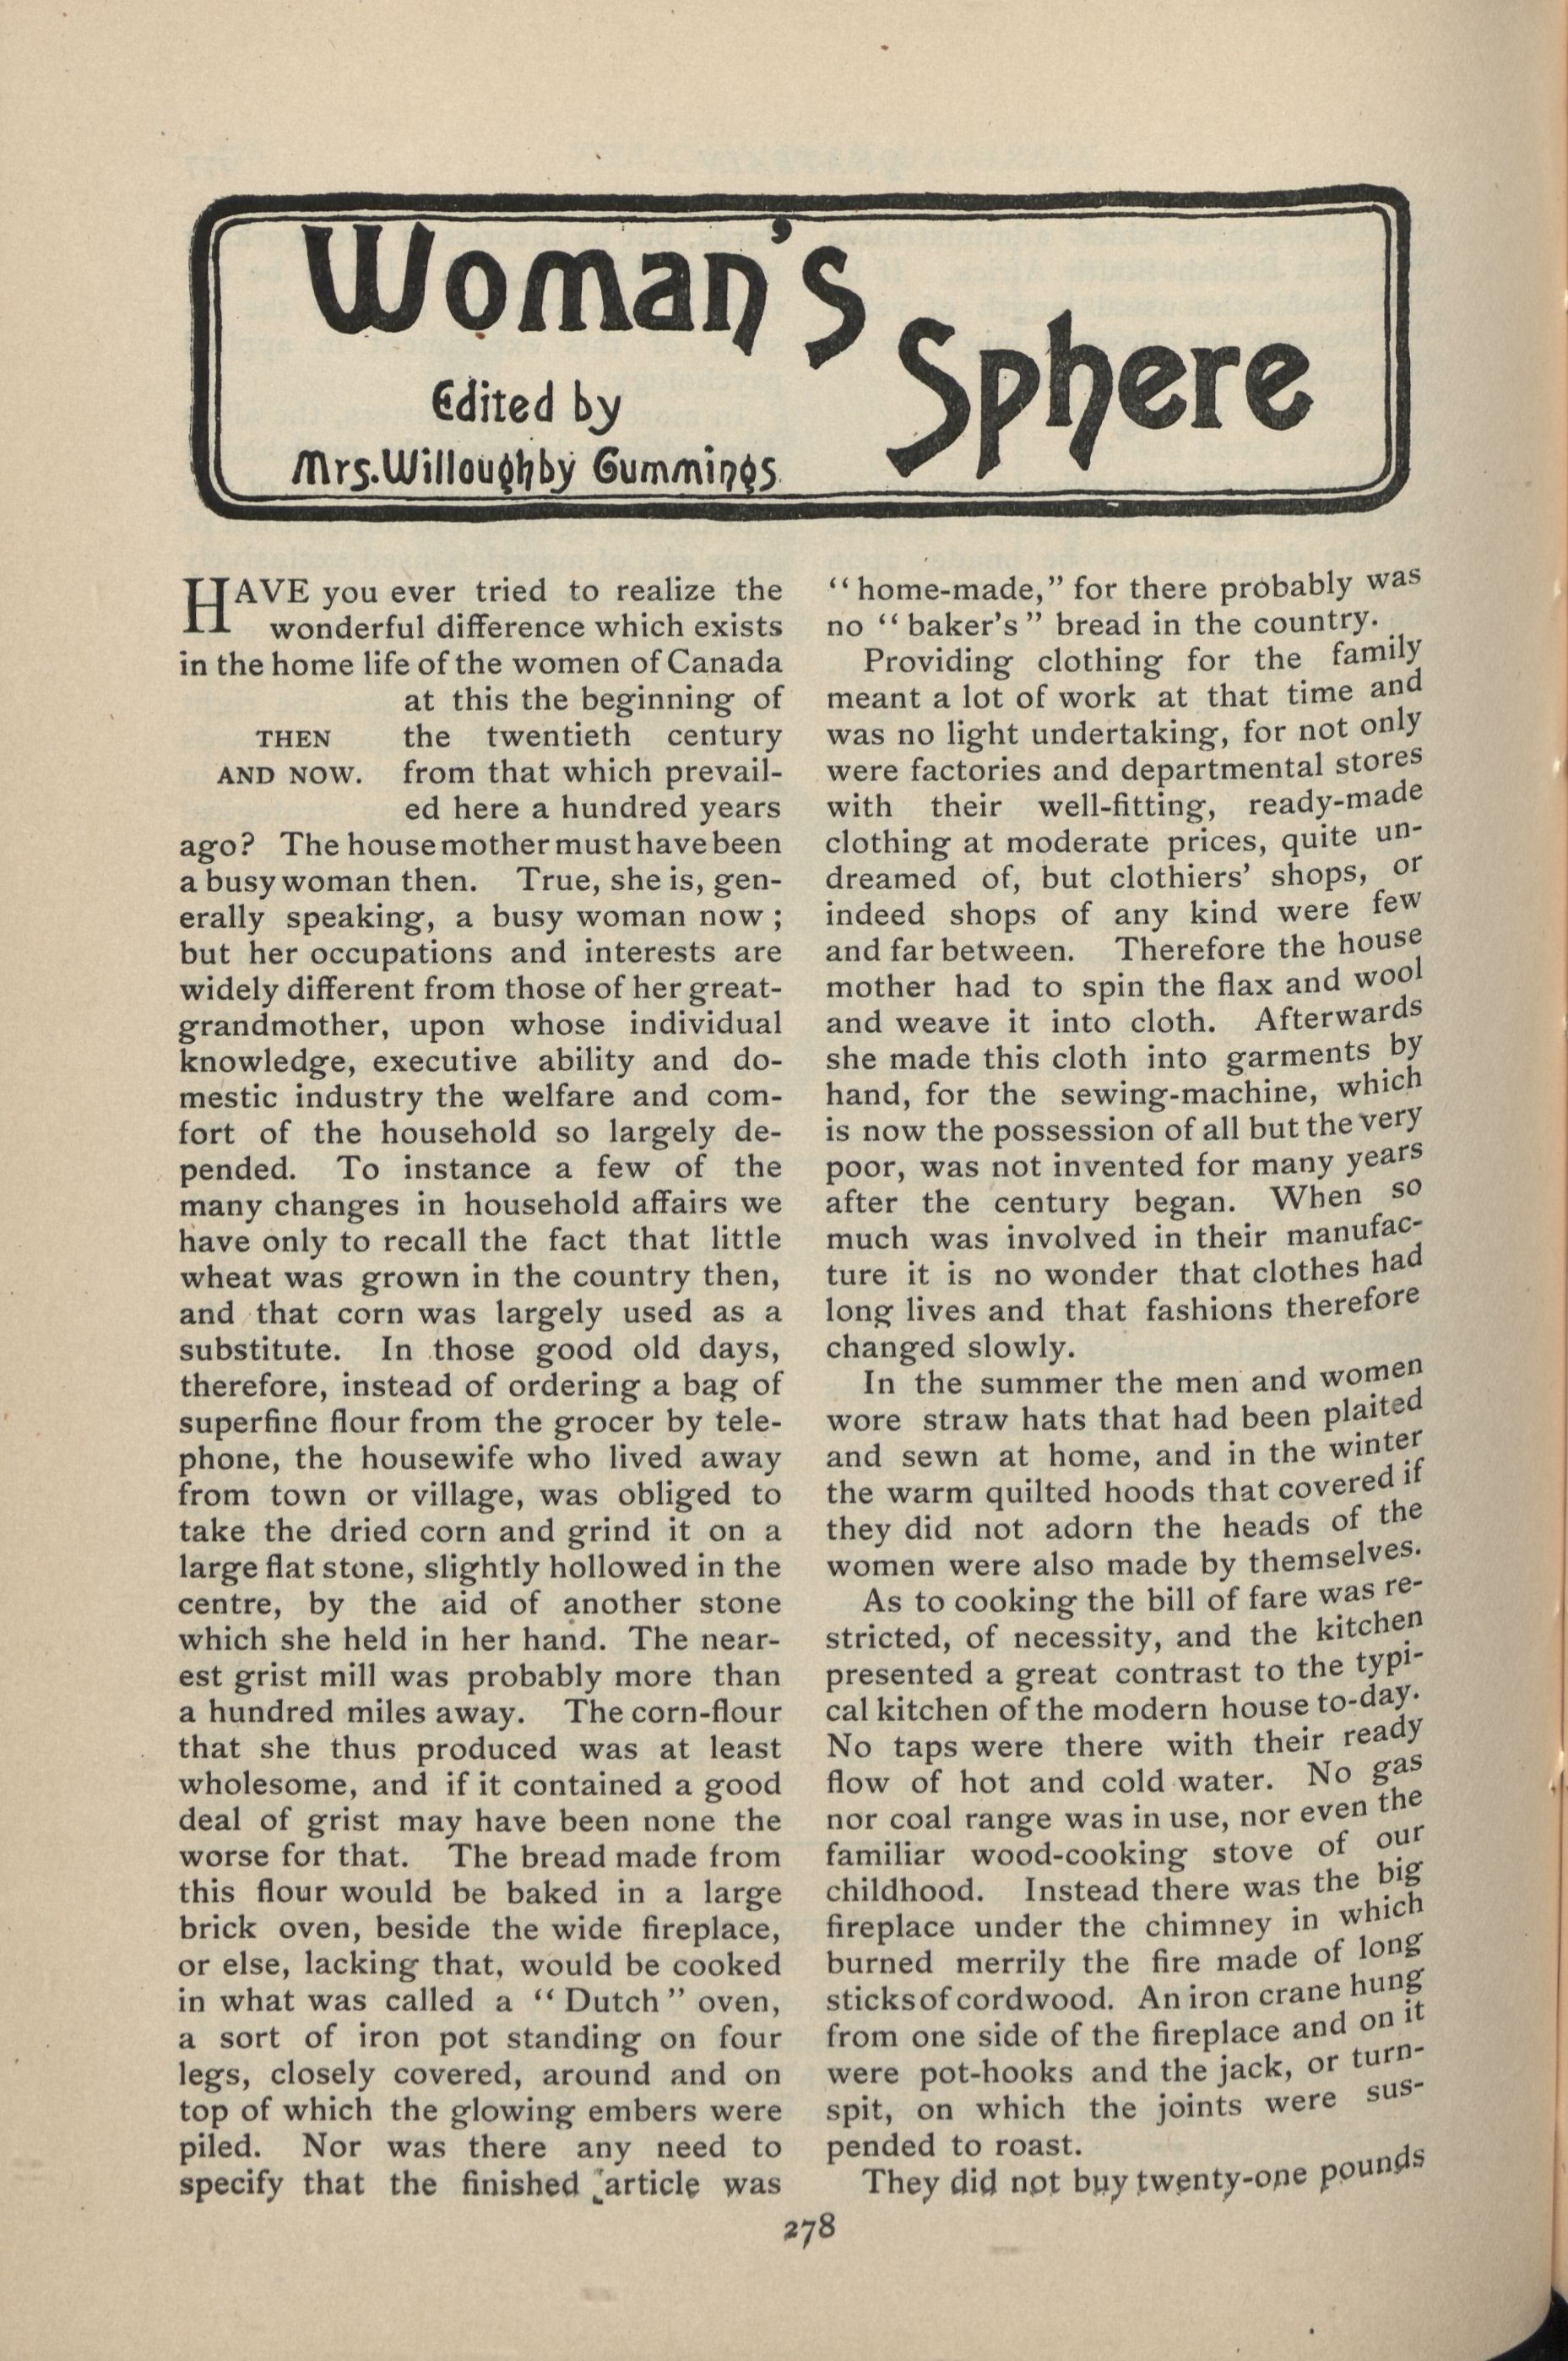 Woman's
Sphere
Edited by
Mrs. Willoughby Cummings
HAVE you ever tried to realize the
wonderful difference which exists
in the home life of the women of Canada
at this the beginning of
THEN
AND NOW.
the twentieth century
from that which prevail-
ed here a hundred years
ago? The house mother must have been
a busy woman then. True, she is, gen-
erally speaking, a busy woman now ;
but her occupations and interests are
widely different from those of her great-
grandmother, upon whose individual
knowledge, executive ability and do-
mestic industry the welfare and com-
fort of the household so largely de-
pended. To instance a few of the
many changes in household affairs we
have only to recall the fact that little
wheat was grown in the country then,
and that corn was largely used as a
substitute. In those good old days,
therefore, instead of ordering a bag of
superfine flour from the grocer by tele-
phone, the housewife who lived away
from town or village, was obliged to
take the dried corn and grind it on a
large flat stone, slightly hollowed in the
centre, by the aid of another stone
which she held in her hand. The near-
est grist mill was probably more than
a hundred miles away. The corn-flour
that she thus produced was at least
wholesome, and if it contained a good
deal of grist may have been none the
worse for that. The bread made from
this flour would be baked in a large
brick oven, beside the wide fireplace,
or else, lacking that, would be cooked
in what was called a “Dutch” oven,
a sort of iron pot standing on four
legs, closely covered, around and on
top of which the glowing embers were
piled. Nor was there any need to
specify that the finished article was
“home-made,” for there probably was
no “baker's” bread in the country.
Providing clothing for the family
meant a lot of work at that time and
was no light undertaking, for not only
were factories and departmental stores
with their well-fitting, ready-made
clothing at moderate prices, quite un-
dreamed of, but clothiers’ shops, or
indeed shops of any kind were few
and far between. Therefore the house
mother had to spin the flax and wool
and weave it into cloth. Afterwards
she made this cloth into garments by
hand, for the sewing-machine, which
is now the possession of all but the very
poor, was not invented for many years
after the century began. When so
much was involved in their manufac-
ture it is no wonder that clothes had
long lives and that fashions therefore
changed slowly.
In the summer the men and women
wore straw hats that had been plaited
and sewn at home, and in the winter
the warm quilted hoods that covered if
they did not adorn the heads of the
women were also made by themselves.
As to cooking the bill of fare was re-
stricted, of necessity, and the kitchen
presented a great contrast to the typi-
cal kitchen of the modern house to-day.
No taps were there with their ready
flow of hot and cold water. No gas
nor coal range was in use, nor even the
familiar wood-cooking stove of our
childhood. Instead there was the big
fireplace under the chimney in which
burned merrily the fire made of long
sticks of cordwood. An iron crane hung
from one side of the fireplace and on it
were pot-hooks and the jack, or turn-
spit, on which the joints were sus-
pended to roast.
They did not buy twenty-one pounds
278